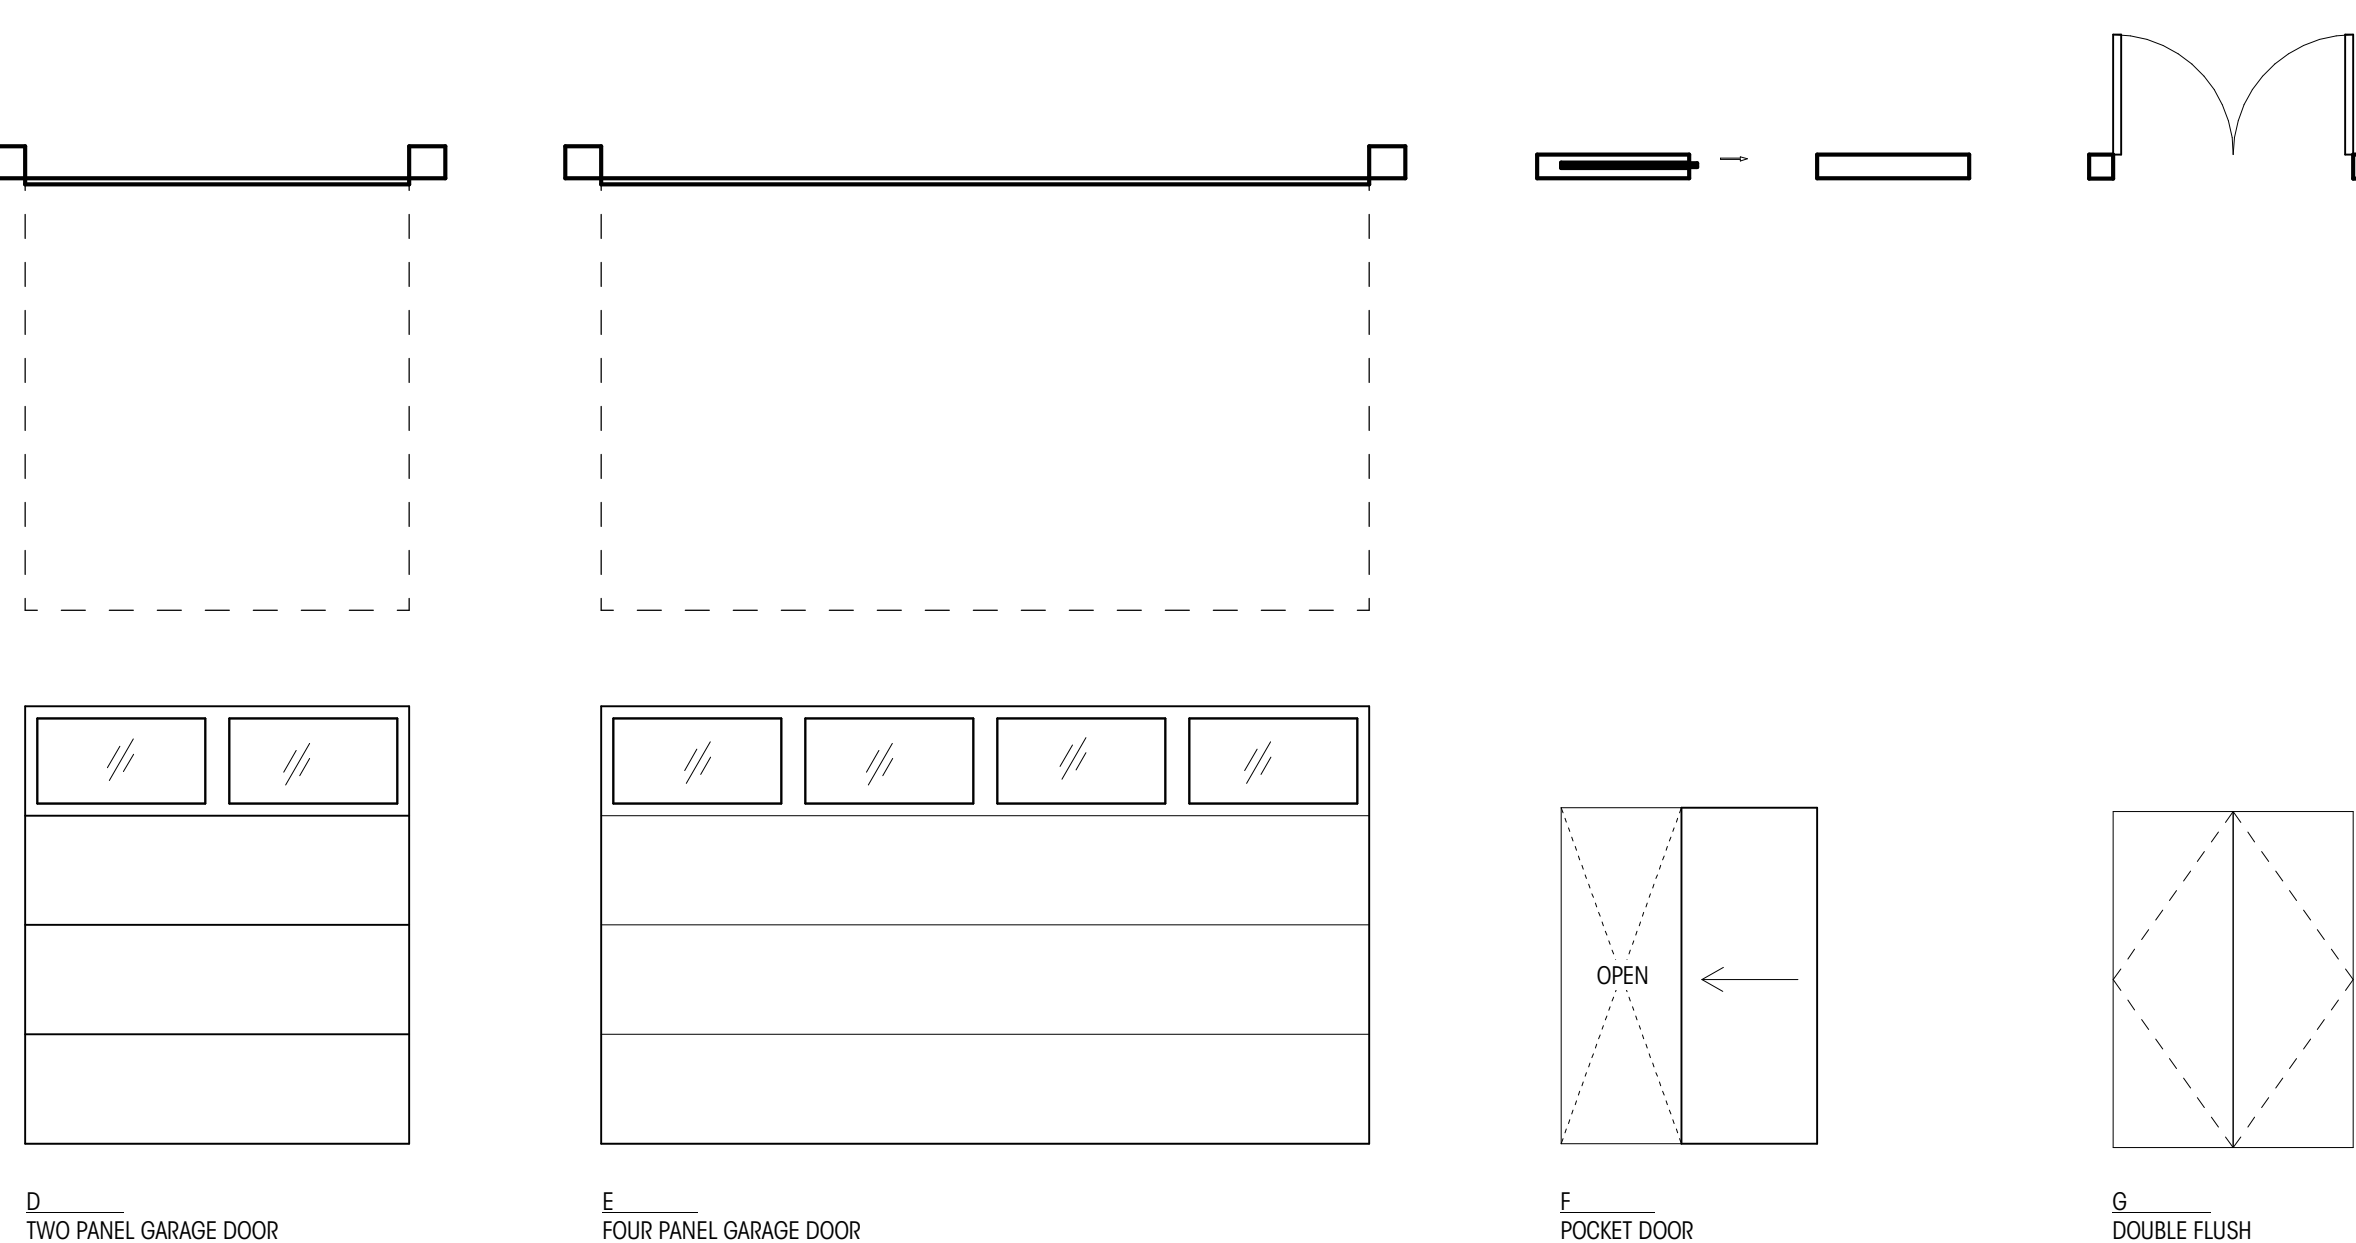 OPEN
D
TWO PANEL GARAGE DOOR
E
FOUR PANEL GARAGE DOOR
F
POCKET DOOR
G
DOUBLE FLUSH